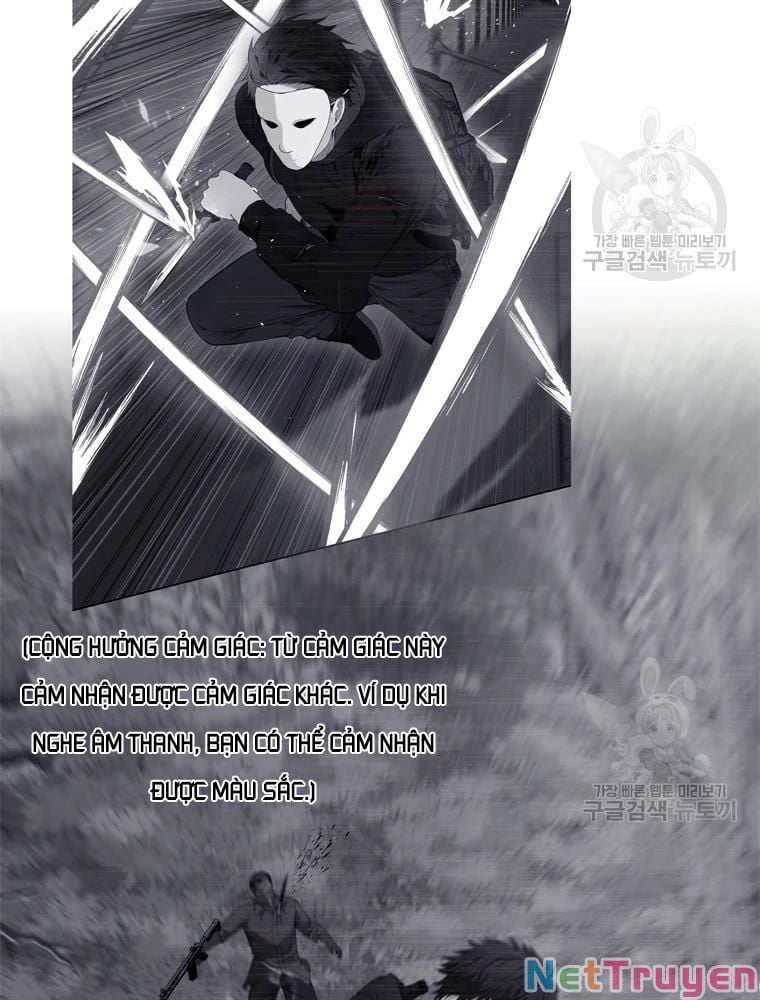 가장 빠른 웹툰 미리보기
구글검색 뉴토끼
(CỘNG HƯỞNG CẢM GIÁC: TỪ CẢM GIÁC NÀY
CẢM NHẬN ĐƯỢC CẢM GIÁC KHÁC. VÍ DỤ KHI
NGHE ÂM THANH, BẠN CÓ THỂ CẢM NHẬN
ĐƯỢC MÀU SẮC.)
가장 빠른 웹툰 미리보기
구글검색 뉴토끼
NetTruyen